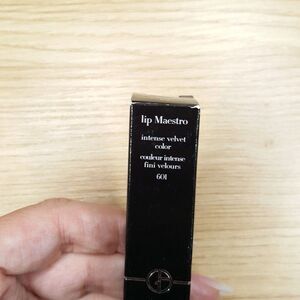 lip Maestro
intense velvet
color
couleur intense
fini velours
601